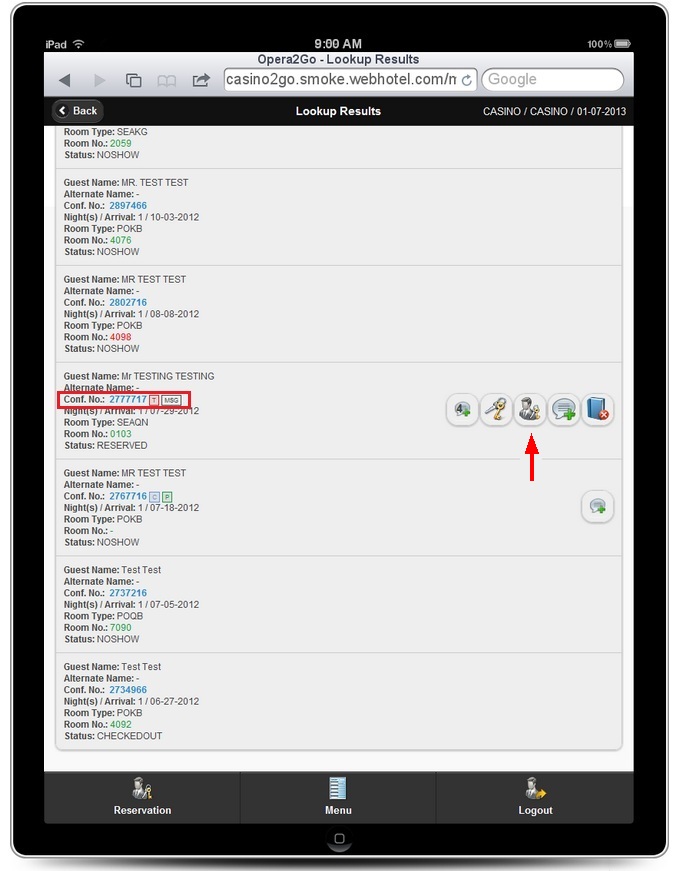 iPad 9:00 AM 100%
Opera2Go - Lookup Results
casino2go.smoke.webhotel.com/n Google
Back Lookup Results CASINO / CASINO / 01-07-2013
Room Type: SEAKG
Room No.: 2059
Status: NOSHOW
Guest Name: MR. TEST TEST
Alternate Name: -
Conf. No.: 2897466
Night(s) / Arrival: 1 / 10-03-2012
Room Type: POKB
Room No.: 4076
Status: NOSHOW
Guest Name: MR TEST TEST
Alternate Name: -
Conf. No.: 2802716
Night(s) / Arrival: 1 / 08-08-2012
Room Type: POKB
Room No.: 4098
Status: NOSHOW
Guest Name: Mr TESTING TESTING
Alternate Name: -
Conf. No.: 2777717 T MSG
Night(s) / Arrival: 1 / 07-29-2012
Room Type: SEAQN
Room No.: 0103
Status: RESERVED
4
Guest Name: MR TEST TEST
Alternate Name: -
Conf. No.: 2767716 C P
Night(s) / Arrival: 1 / 07-18-2012
Room Type: POKB
Room No.: -
Status: NOSHOW
Guest Name: Test Test
Alternate Name: -
Conf. No.: 2737216
Night(s) / Arrival: 1 / 07-05-2012
Room Type: POQB
Room No.: 7090
Status: NOSHOW
Guest Name: Test Test
Alternate Name: -
Conf. No.: 2734966
Night(s) / Arrival: 1 / 06-27-2012
Room Type: POKB
Room No.: 4092
Status: CHECKEDOUT
Reservation Menu Logout